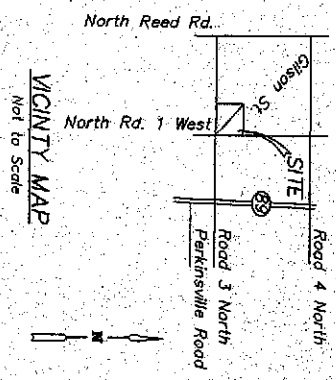 North Reed Rd.
Gilson St
North Rd. 1 West
SITE
89
Road 4 North
Road 3 North
Perkinsville Road
N
VICINTY MAP
Not to Scale